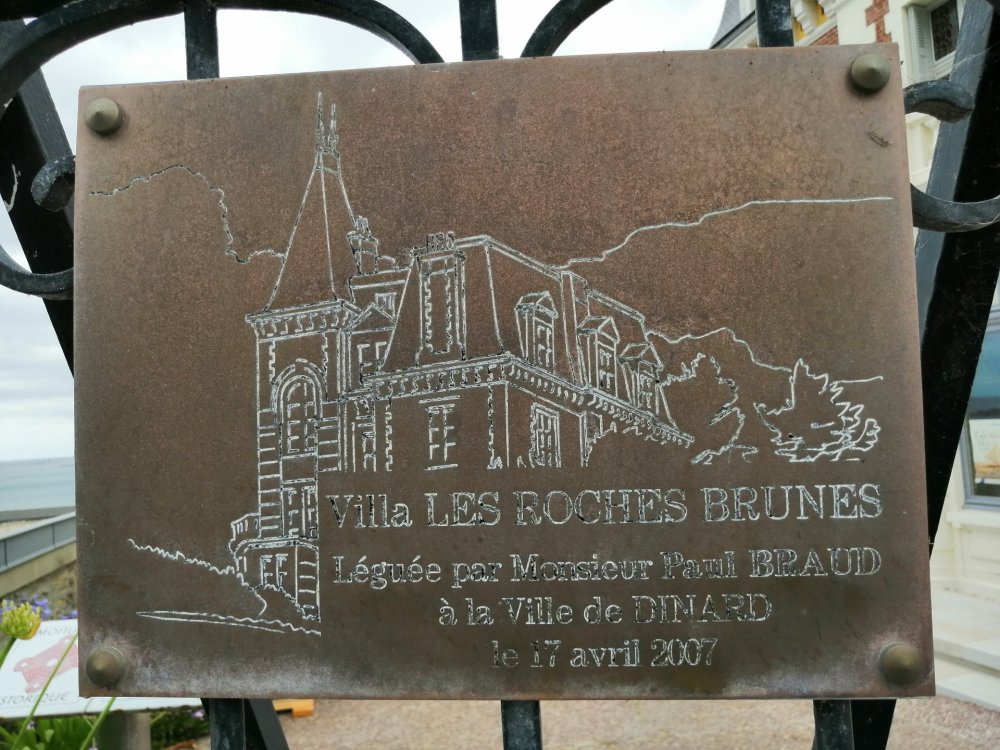 Villa LES ROCHES BRUNES
Léguée par Monsieur Paul BRAUD
à la Ville de DINARD
le 17 avril 2007